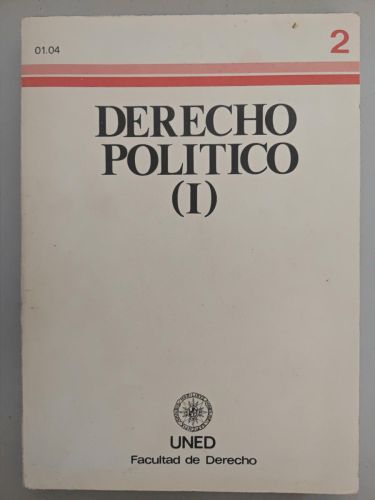 01.04
2
DERECHO
POLITICO
(I)
UNED
Facultad de Derecho